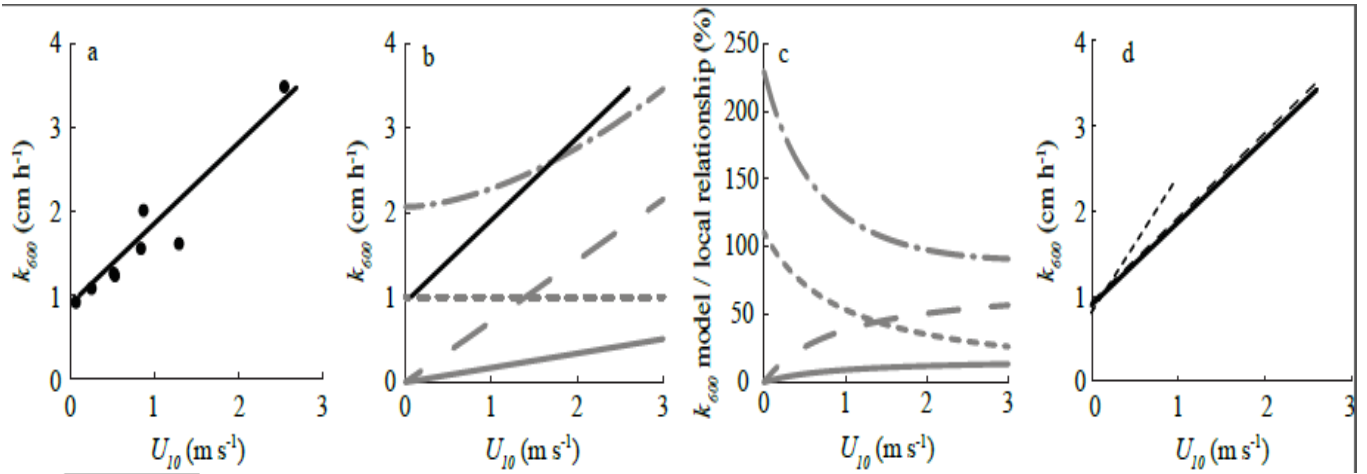 a
k₆₀₀ (cm h⁻¹)
4
3
2
1
0
0 1 2 3
U₁₀ (m s⁻¹)
b
k₆₀₀ (cm h⁻¹)
4
3
2
1
0
0 1 2 3
U₁₀ (m s⁻¹)
c
k₆₀₀ model / local relationship (%)
250
200
150
100
50
0
0 1 2 3
U₁₀ (m s⁻¹)
d
k₆₀₀ (cm h⁻¹)
4
3
2
1
0
0 1 2 3
U₁₀ (m s⁻¹)